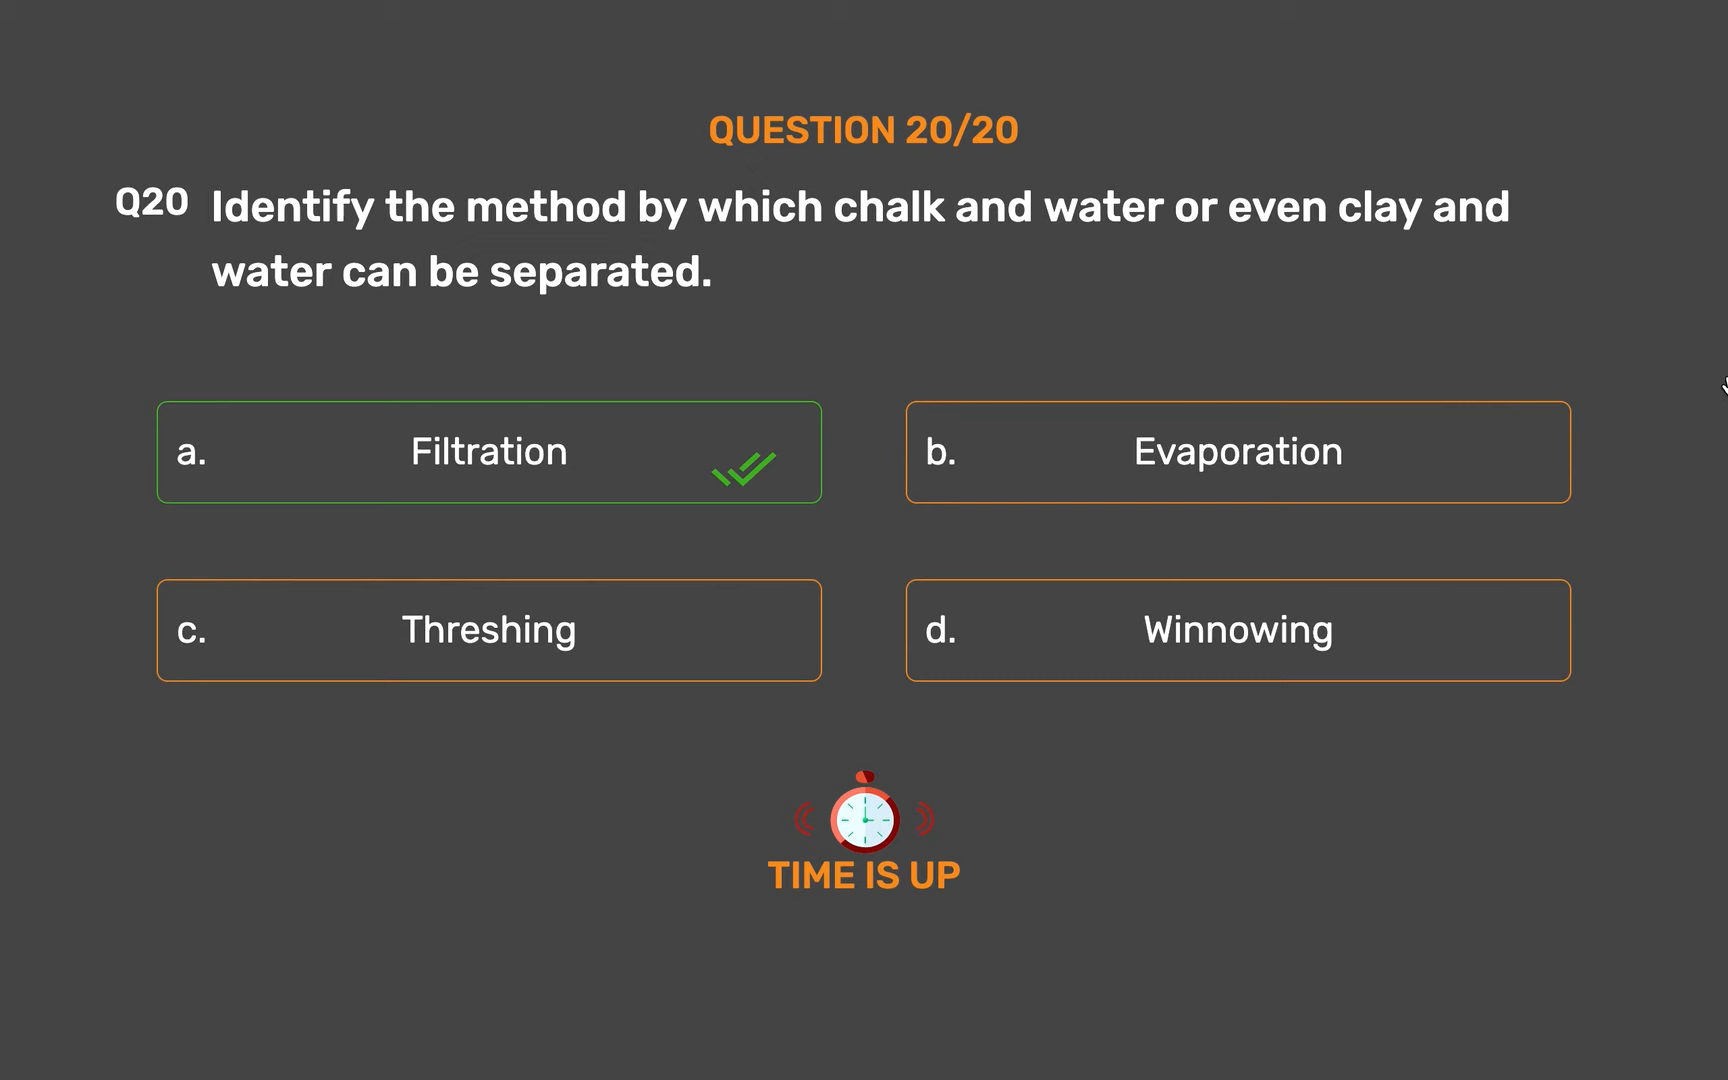 QUESTION 20/20
Q20 Identify the method by which chalk and water or even clay and
water can be separated.
a. Filtration
b. Evaporation
c. Threshing
d. Winnowing
TIME IS UP